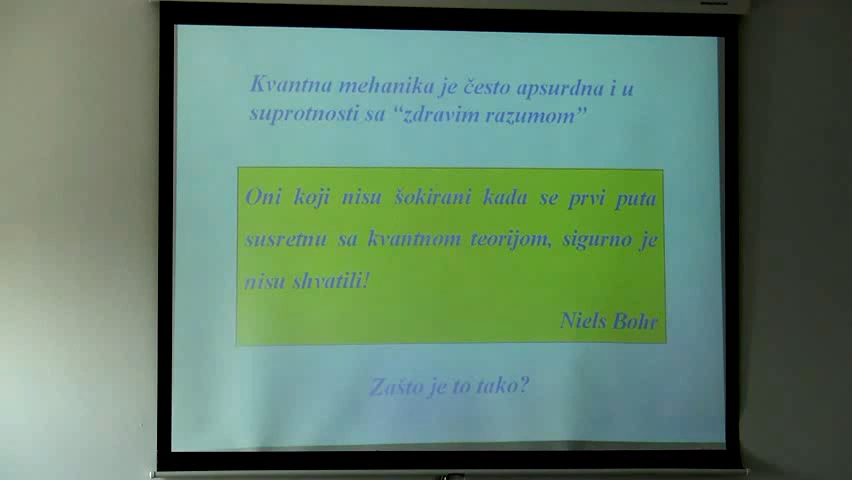 Kvantna mehanika je često apsurdna i u
suprotnosti sa “zdravim razumom”
Oni koji nisu šokirani kada se prvi puta
susretnu sa kvantnom teorijom, sigurno je
nisu shvatili!
Niels Bohr
Zašto je to tako?